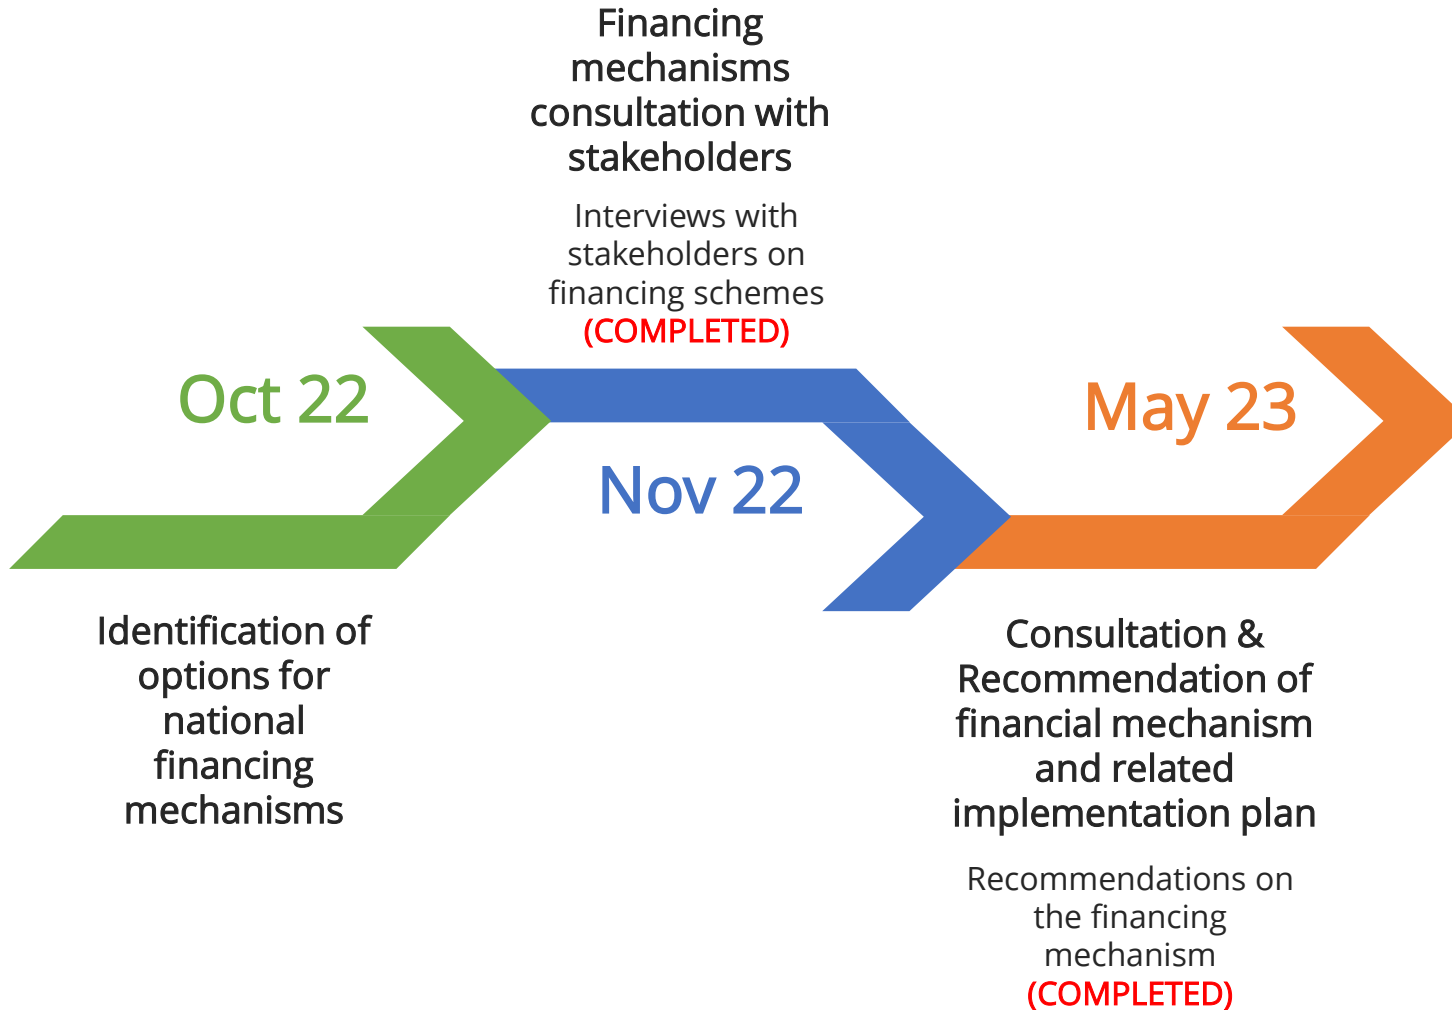 Oct 22
Identification of
options for
national
financing
mechanisms
Financing
mechanisms
consultation with
stakeholders
Interviews with
stakeholders on
financing schemes
(COMPLETED)
Nov 22
May 23
Consultation &
Recommendation of
financial mechanism
and related
implementation plan
Recommendations on
the financing
mechanism
(COMPLETED)